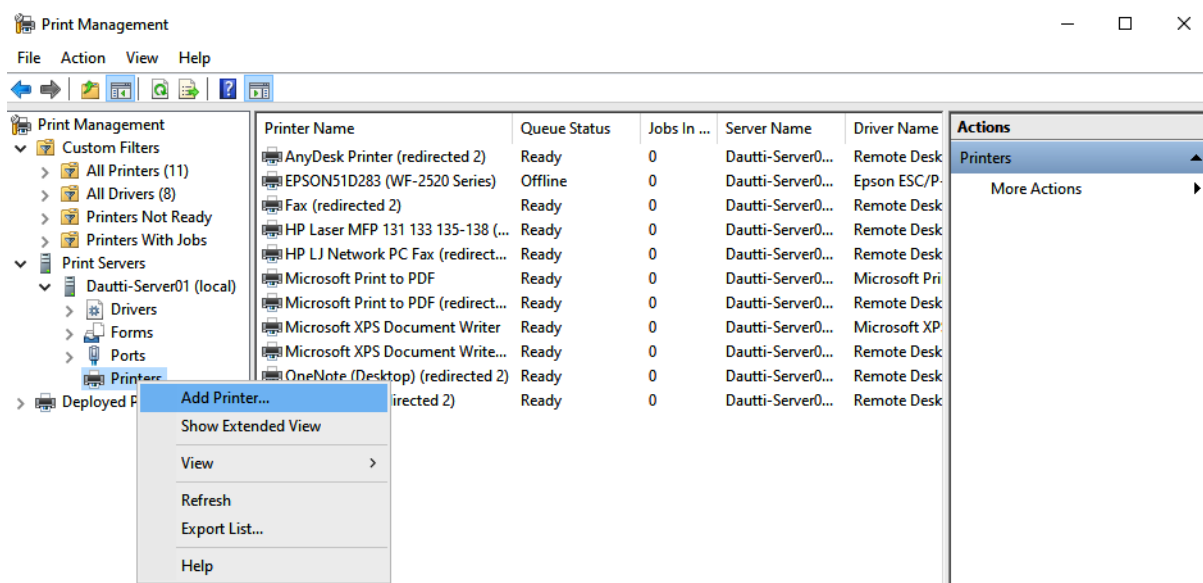 Print Management
File Action View Help
Print Management
Custom Filters
All Printers (11)
All Drivers (8)
Printers Not Ready
Printers With Jobs
Print Servers
Dautti-Server01 (local)
Drivers
Forms
Ports
Printers
Deployed P
Add Printer...
Show Extended View
View
Refresh
Export List...
Help
Printer Name Queue Status Jobs In ... Server Name Driver Name
AnyDesk Printer (redirected 2) Ready 0 Dautti-Server0... Remote Desk
EPSON51D283 (WF-2520 Series) Offline 0 Dautti-Server0... Epson ESC/P-
Fax (redirected 2) Ready 0 Dautti-Server0... Remote Desk
HP Laser MFP 131 133 135-138 (... Ready 0 Dautti-Server0... Remote Desk
HP LJ Network PC Fax (redirect... Ready 0 Dautti-Server0... Remote Desk
Microsoft Print to PDF Ready 0 Dautti-Server0... Microsoft Pri
Microsoft Print to PDF (redirect... Ready 0 Dautti-Server0... Remote Desk
Microsoft XPS Document Writer Ready 0 Dautti-Server0... Microsoft XP
Microsoft XPS Document Write... Ready 0 Dautti-Server0... Remote Desk
OneNote (Desktop) (redirected 2) Ready 0 Dautti-Server0... Remote Desk
irected 2) Ready 0 Dautti-Server0... Remote Desk
Actions
Printers
More Actions